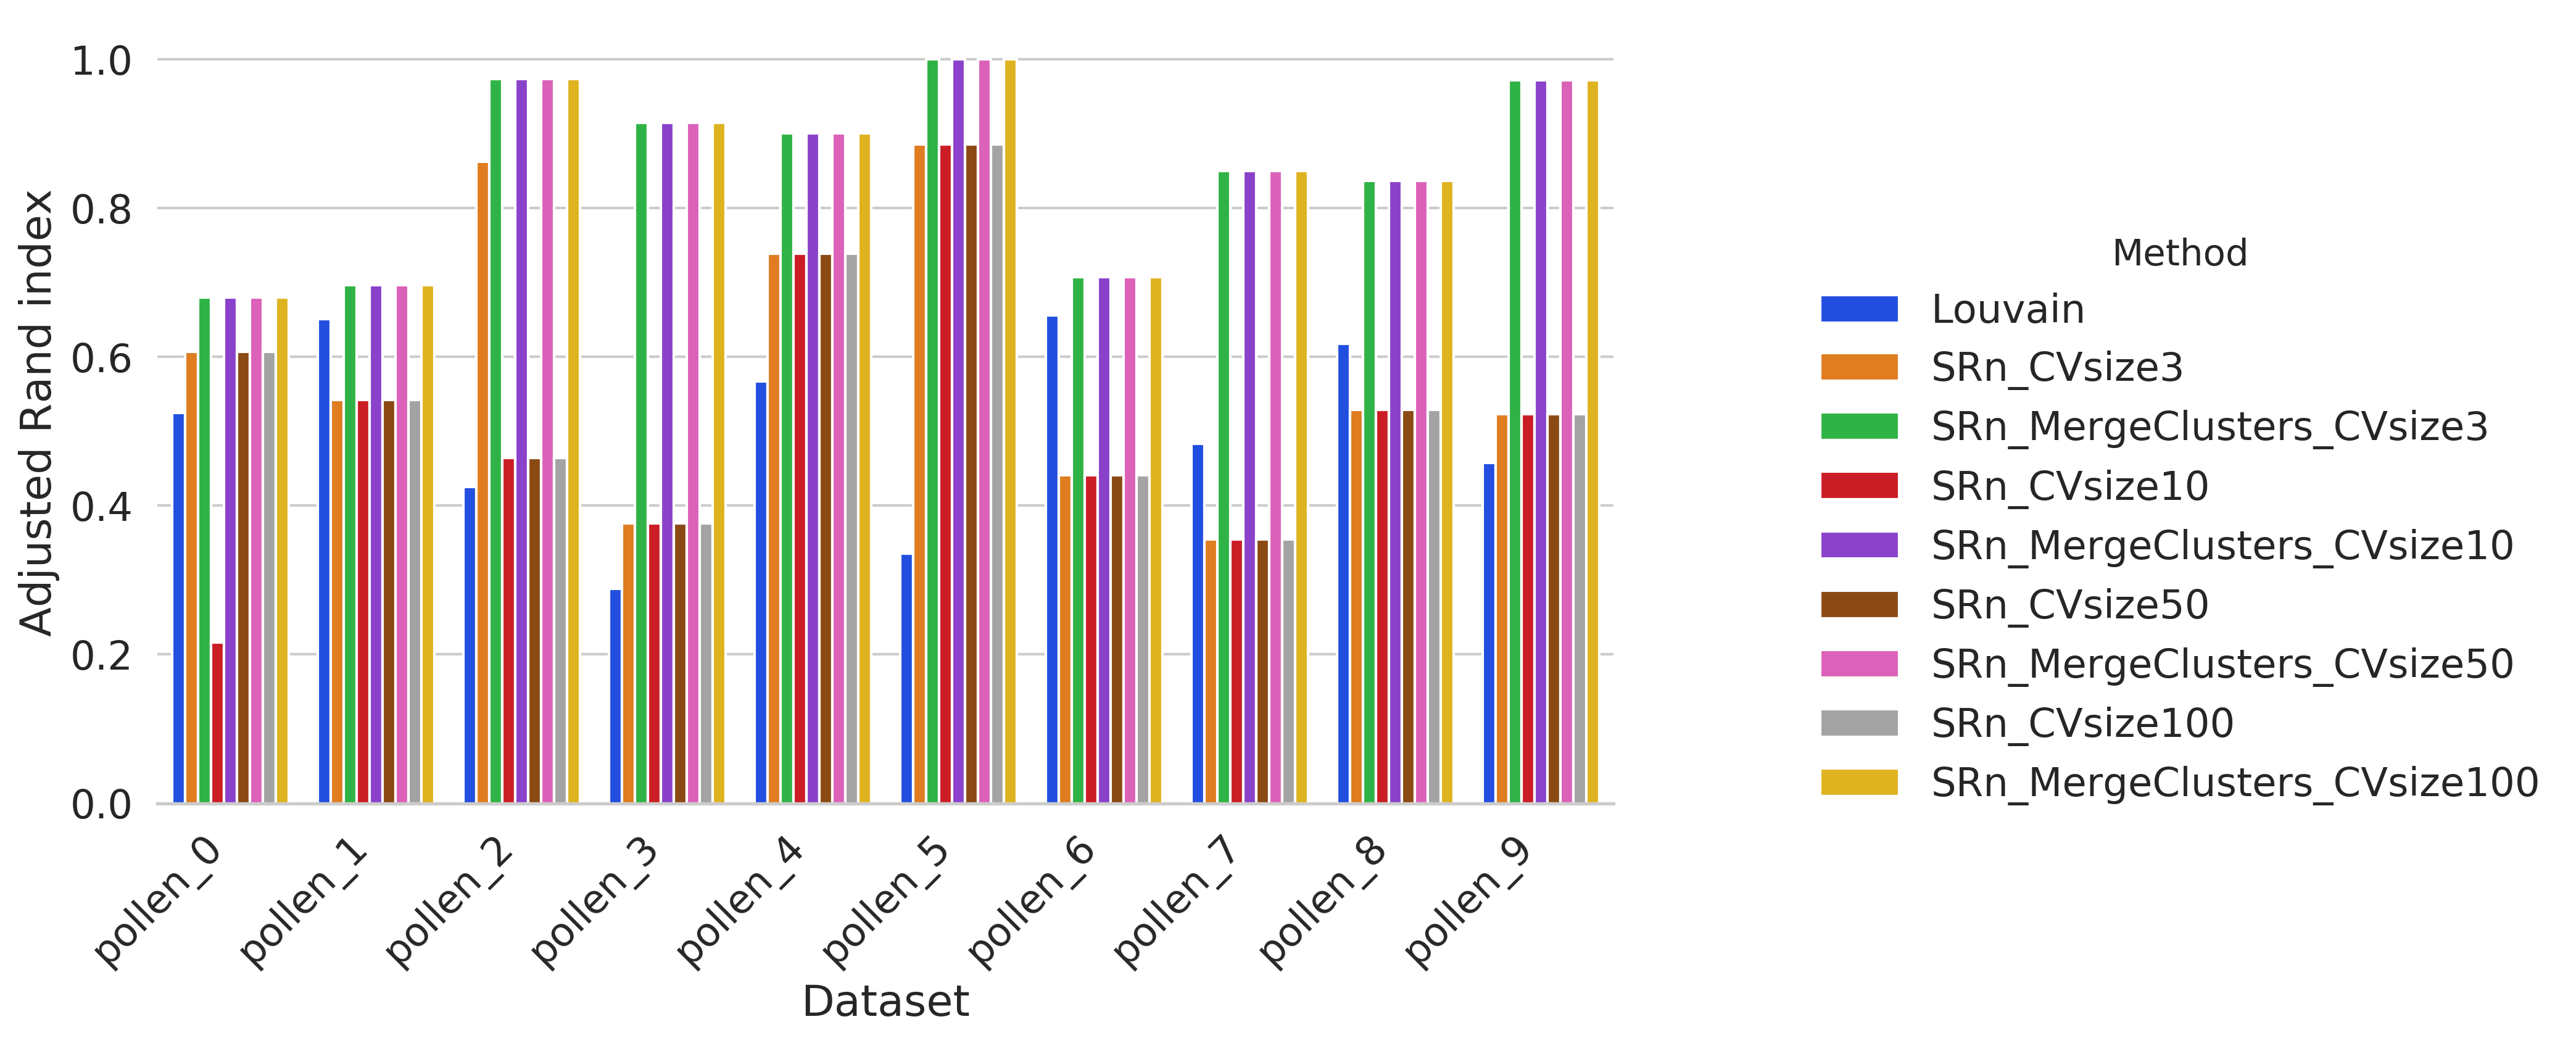 Adjusted Rand index
1.0
0.8
0.6
0.4
0.2
0.0
pollen_0
pollen_1
pollen_2
pollen_3
pollen_4
pollen_5
pollen_6
pollen_7
pollen_8
pollen_9
Dataset
Method
Louvain
SRn_CVsize3
SRn_MergeClusters_CVsize3
SRn_CVsize10
SRn_MergeClusters_CVsize10
SRn_CVsize50
SRn_MergeClusters_CVsize50
SRn_CVsize100
SRn_MergeClusters_CVsize100